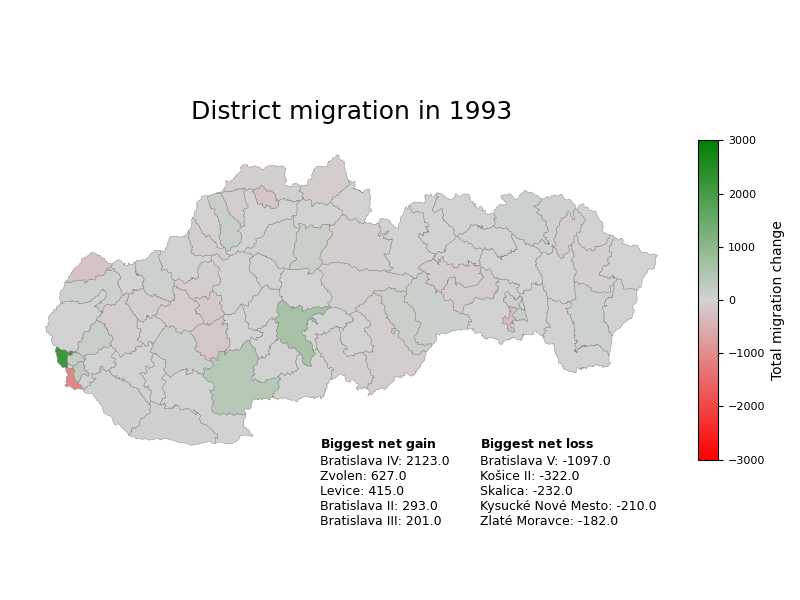 District migration in 1993
3000
2000
1000
0
−1000
−2000
−3000
Total migration change
Biggest net gain
Bratislava IV: 2123.0
Zvolen: 627.0
Levice: 415.0
Bratislava II: 293.0
Bratislava III: 201.0
Biggest net loss
Bratislava V: -1097.0
Košice II: -322.0
Skalica: -232.0
Kysucké Nové Mesto: -210.0
Zlaté Moravce: -182.0